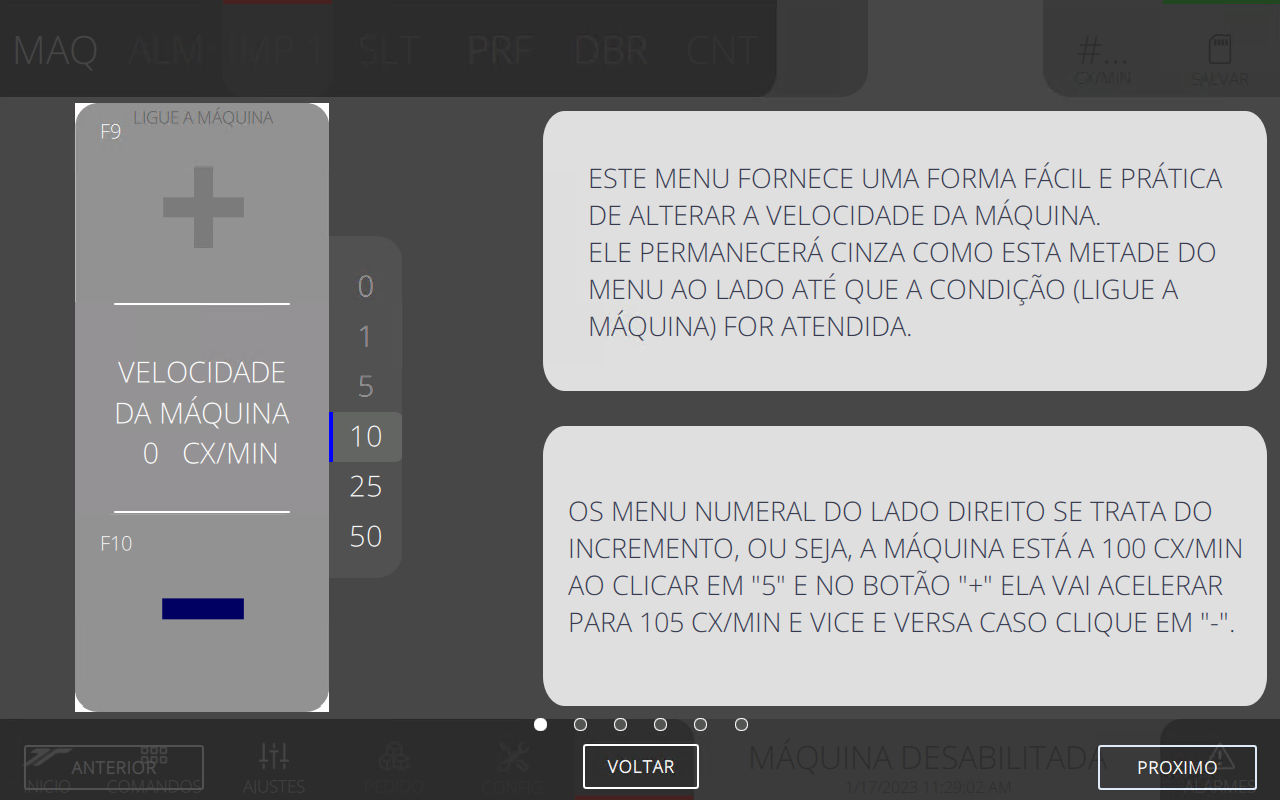 MAQ ALM IMP 1 SLT PRF DBR CNT
#...
CX/MIN
SALVAR
LIGUE A MÁQUINA
F9
VELOCIDADE
DA MÁQUINA
0 CX/MIN
F10
0
1
5
10
25
50
ESTE MENU FORNECE UMA FORMA FÁCIL E PRÁTICA
DE ALTERAR A VELOCIDADE DA MÁQUINA.
ELE PERMANECERÁ CINZA COMO ESTA METADE DO
MENU AO LADO ATÉ QUE A CONDIÇÃO (LIGUE A
MÁQUINA) FOR ATENDIDA.
OS MENU NUMERAL DO LADO DIREITO SE TRATA DO
INCREMENTO, OU SEJA, A MÁQUINA ESTÁ A 100 CX/MIN
AO CLICAR EM "5" E NO BOTÃO "+" ELA VAI ACELERAR
PARA 105 CX/MIN E VICE E VERSA CASO CLIQUE EM "-".
ANTERIOR
VOLTAR
PROXIMO
INICIO
COMANDOS
AJUSTES
PEDIDO
CONFIG
MÁQUINA DESABILITADA
1/17/2023 11:29:02 AM
ALARMES